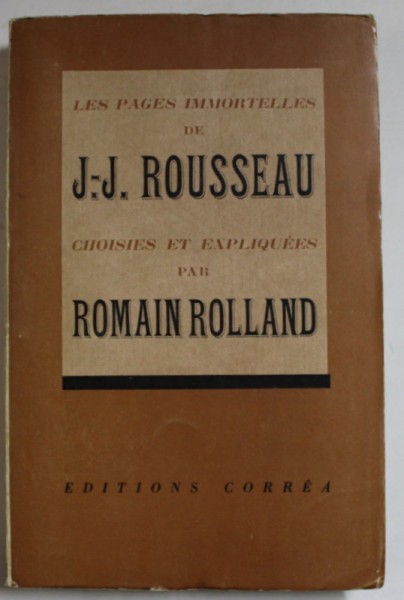 LES PAGES IMMORTELLES
DE
J.-J. ROUSSEAU
CHOISIES ET EXPLIQUÉES
PAR
ROMAIN ROLLAND
EDITIONS CORRÊA